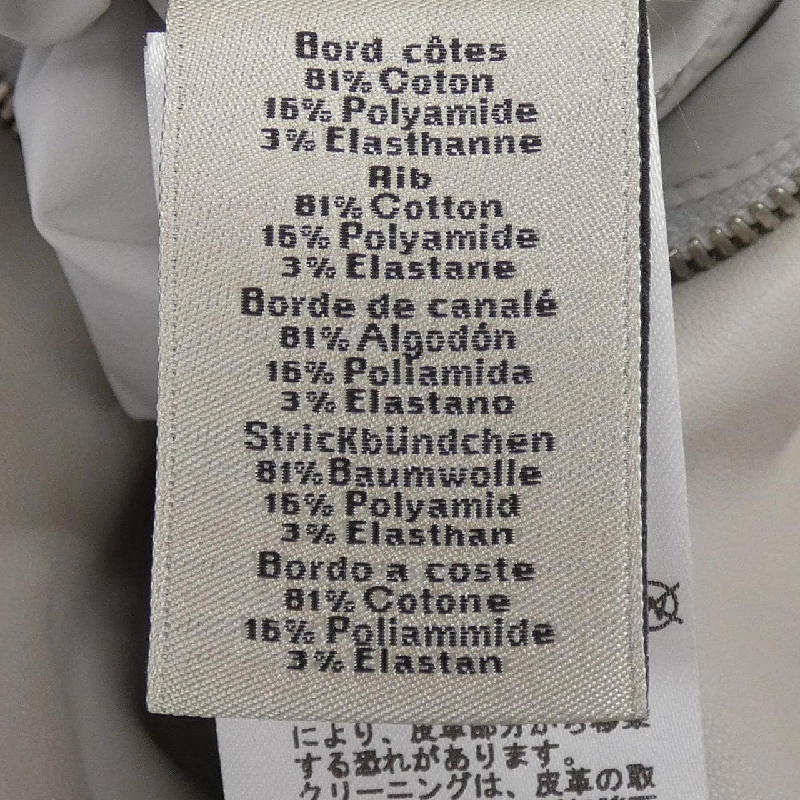 Bord côtes
81% Coton
16% Polyamide
3% Elasthanne
Rib
81% Cotton
16% Polyamide
3% Elastane
Borde de canalé
81% Algodón
16% Poliamida
3% Elastano
Strickbündchen
81% Baumwolle
16% Polyamid
3% Elasthan
Bordo a coste
81% Cotone
16% Poliammide
3% Elastan
により、皮革部分から移染
する恐れがあります。
クリーニングは、皮革の取